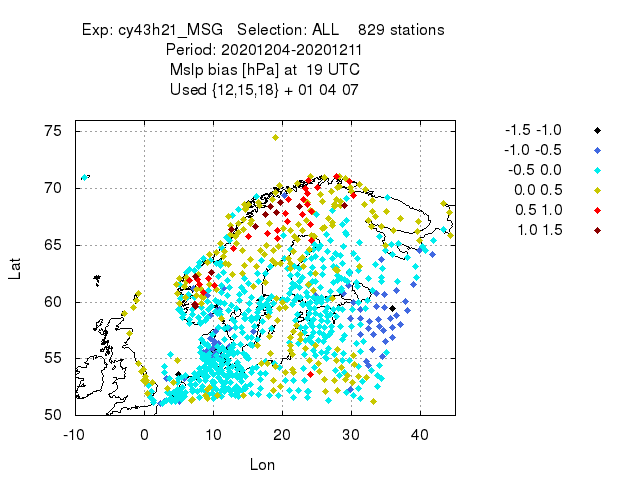 Exp: cy43h21_MSG   Selection: ALL    829 stations
Period: 20201204-20201211
Mslp bias [hPa] at  19 UTC
Used {12,15,18} + 01 04 07
75
70
65
60
55
50
Lat
-10 0 10 20 30 40
Lon
-1.5 -1.0
-1.0 -0.5
-0.5 0.0
0.0 0.5
0.5 1.0
1.0 1.5